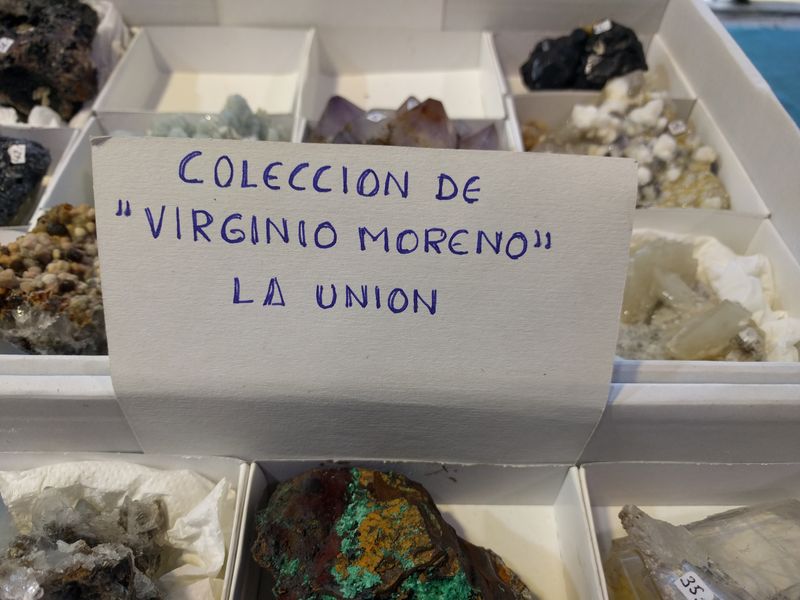 COLECCION DE
"VIRGINIO MORENO"
LA UNION